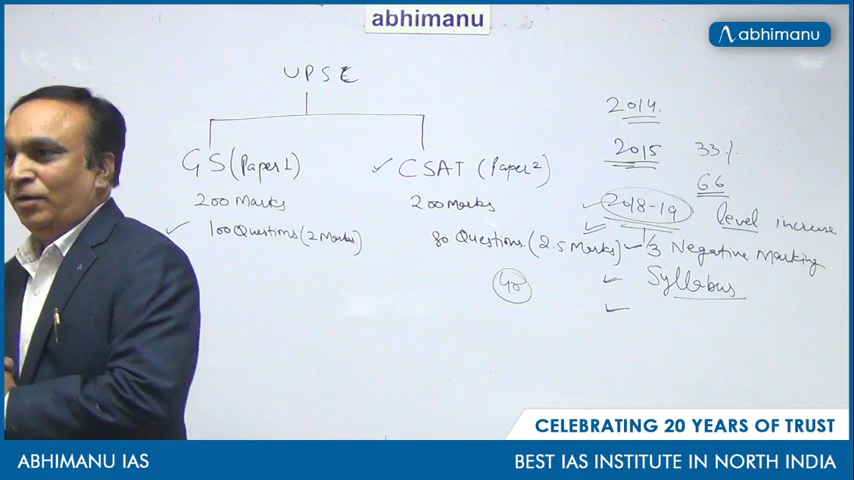 abhimanu
abhimanu
UPSC
GS (Paper 1)
200 Marks
100 Questions (2 Marks)
CSAT (Paper 2)
200 Marks
80 Questions (2.5 Marks)
40
2014.
2015 33%
66
2018-19 level increase
1/3 Negative Marking
Syllabus
CELEBRATING 20 YEARS OF TRUST
ABHIMANU IAS
BEST IAS INSTITUTE IN NORTH INDIA